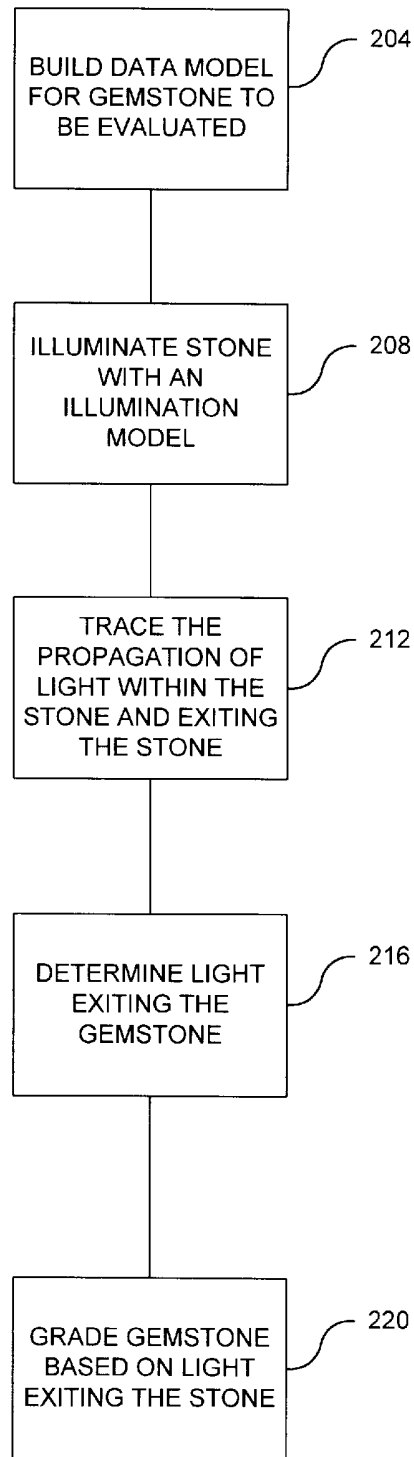 BUILD DATA MODEL
FOR GEMSTONE TO
BE EVALUATED
204
ILLUMINATE STONE
WITH AN
ILLUMINATION
MODEL
208
TRACE THE
PROPAGATION OF
LIGHT WITHIN THE
STONE AND EXITING
THE STONE
212
DETERMINE LIGHT
EXITING THE
GEMSTONE
216
GRADE GEMSTONE
BASED ON LIGHT
EXITING THE STONE
220